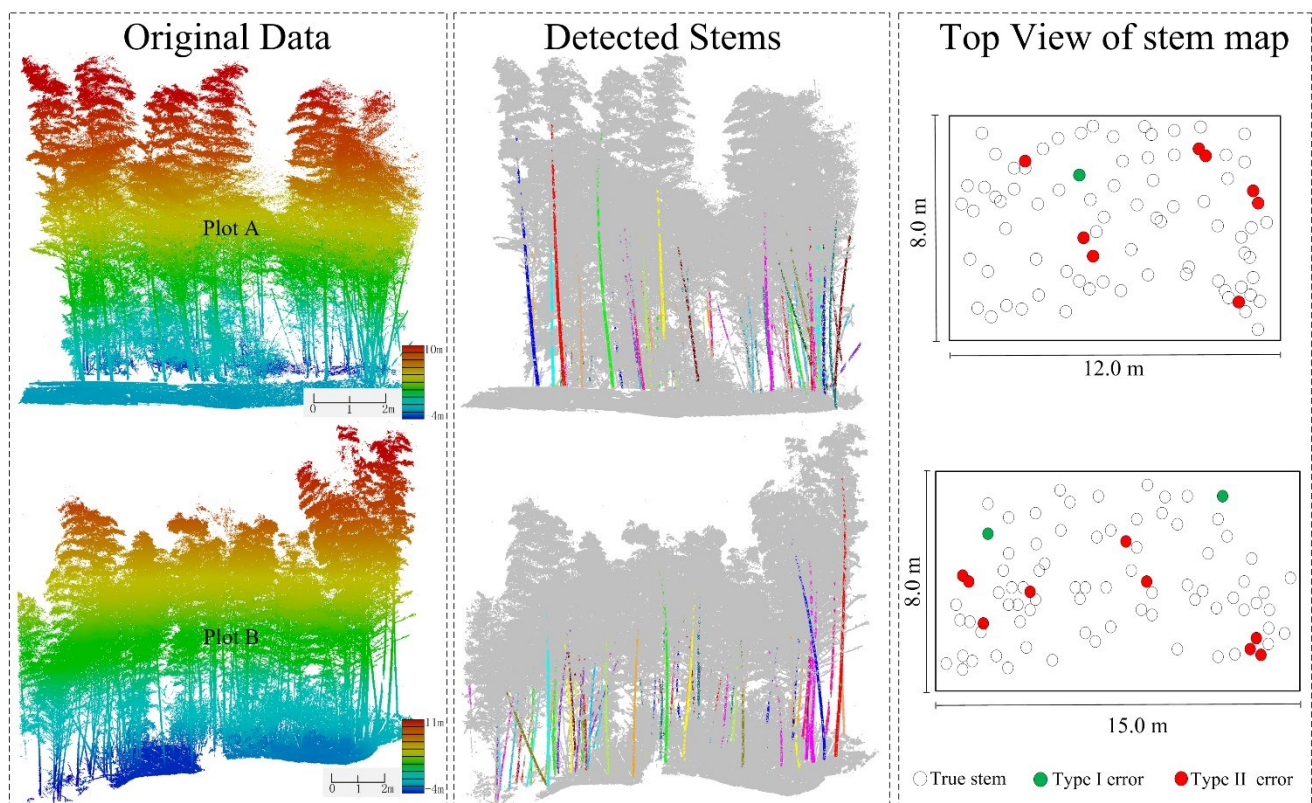 Original Data
Detected Stems
Top View of stem map
Plot A
10m
-4m
0 1 2m
8.0 m
12.0 m
Plot B
11m
-4m
0 1 2m
8.0 m
15.0 m
True stem
Type I error
Type II error